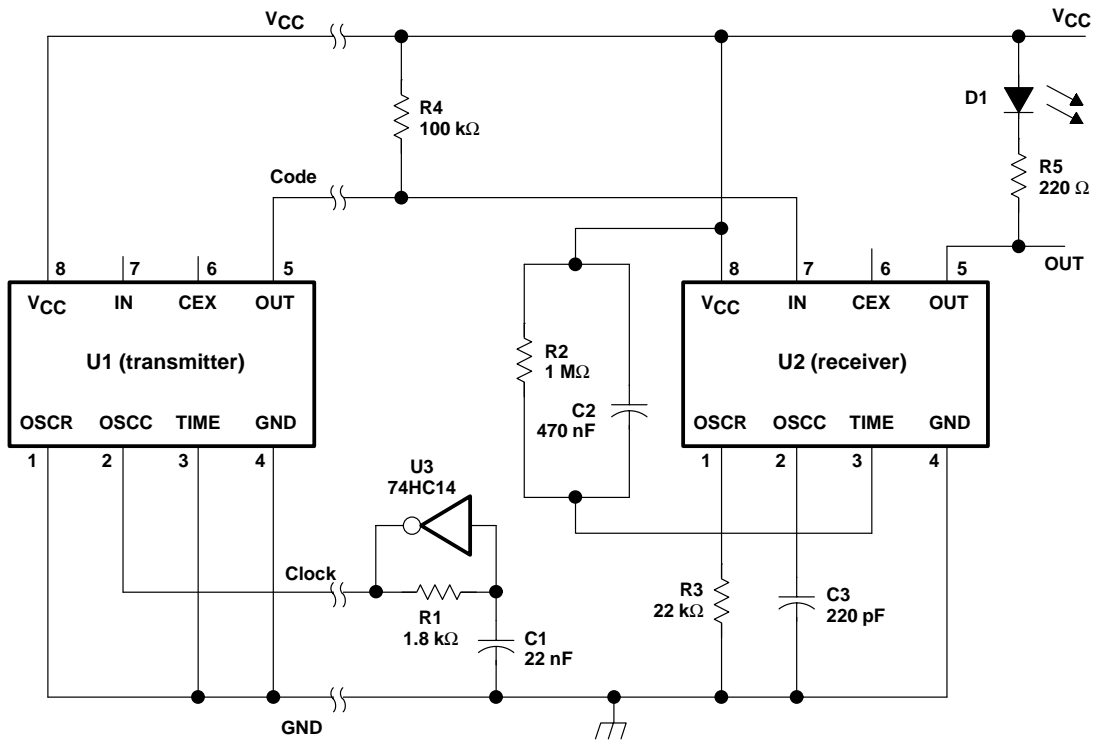 VCC
VCC
R4
100 kΩ
D1
Code
R5
220 Ω
OUT
8
7
6
5
VCC
IN
CEX
OUT
U1 (transmitter)
OSCR
OSCC
TIME
GND
1
2
3
4
R2
1 MΩ
C2
470 nF
8
7
6
5
VCC
IN
CEX
OUT
U2 (receiver)
OSCR
OSCC
TIME
GND
1
2
3
4
U3
74HC14
Clock
R1
1.8 kΩ
C1
22 nF
R3
22 kΩ
C3
220 pF
GND